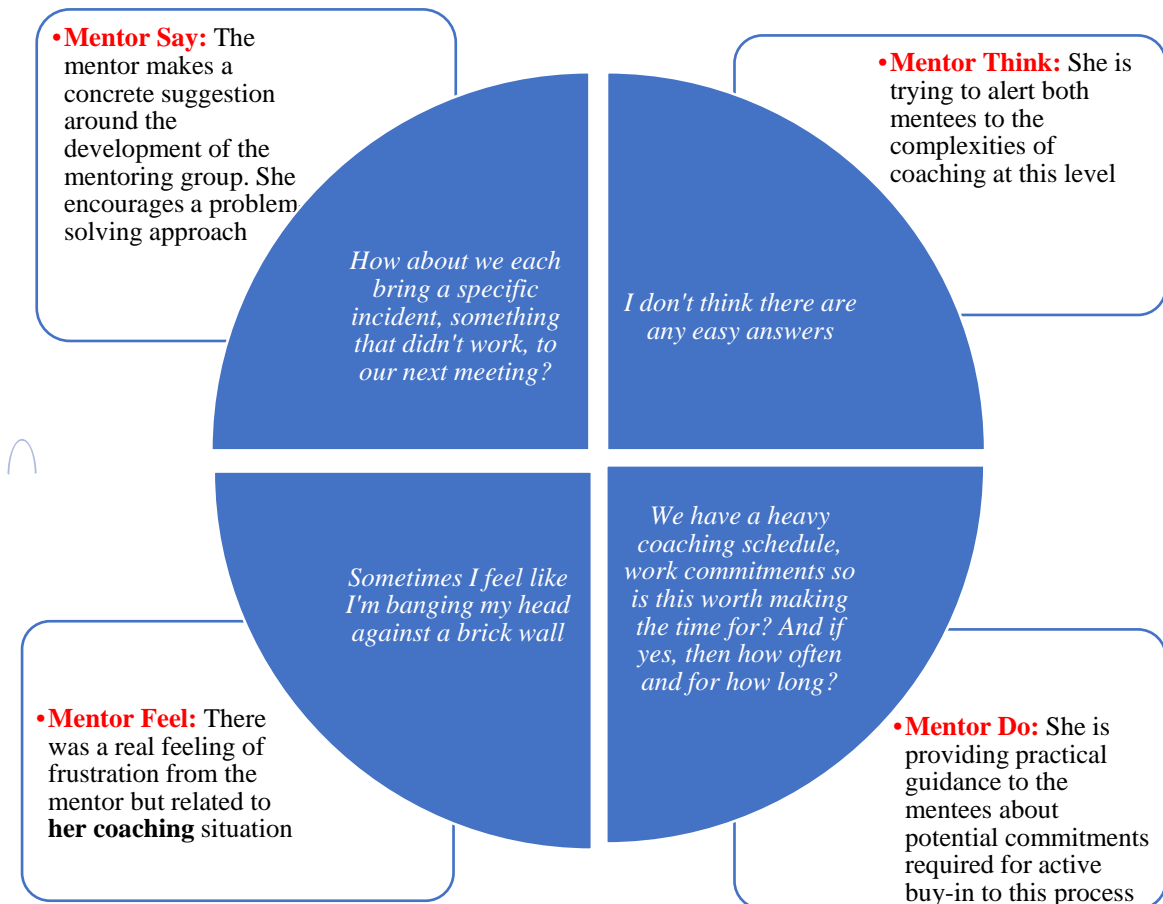 •Mentor Say: The
mentor makes a
concrete suggestion
around the
development of the
mentoring group. She
encourages a problem-
solving approach
•Mentor Think: She is
trying to alert both
mentees to the
complexities of
coaching at this level
How about we each
bring a specific
incident, something
that didn't work, to
our next meeting?
I don't think there are
any easy answers
Sometimes I feel like
I'm banging my head
against a brick wall
We have a heavy
coaching schedule,
work commitments so
is this worth making
the time for? And if
yes, then how often
and for how long?
•Mentor Feel: There
was a real feeling of
frustration from the
mentor but related to
her coaching situation
•Mentor Do: She is
providing practical
guidance to the
mentees about
potential commitments
required for active
buy-in to this process